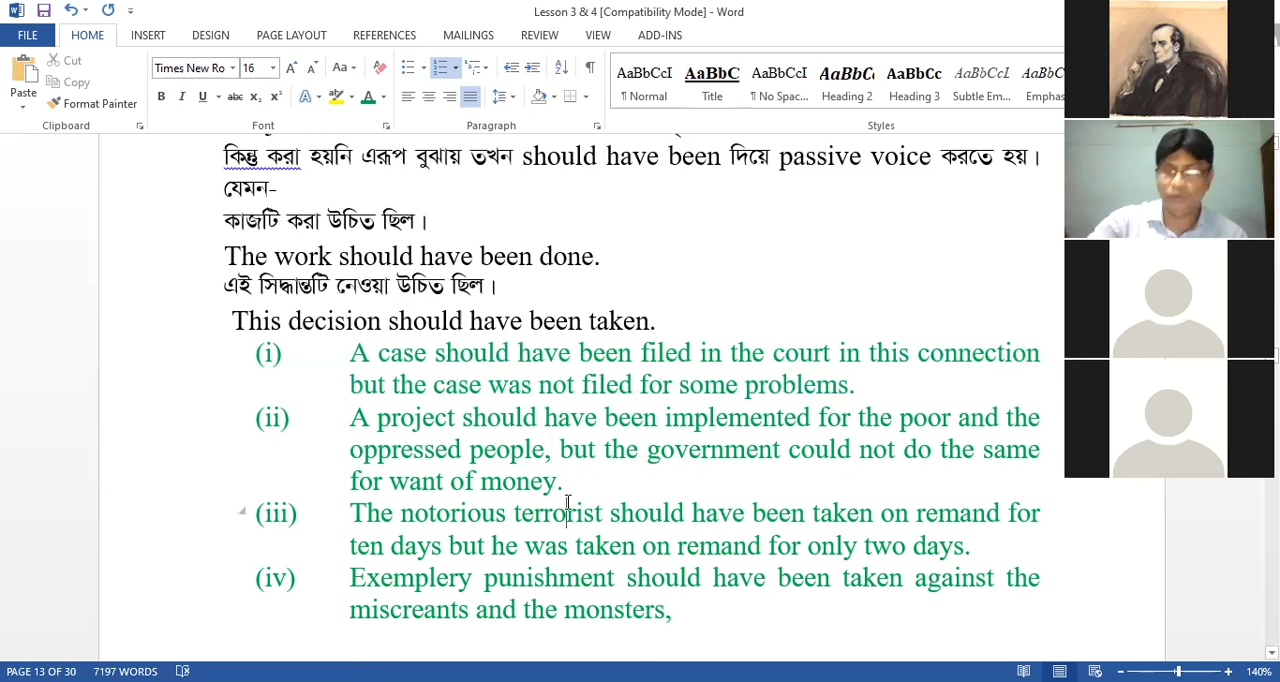 Lesson 3 & 4 [Compatibility Mode] - Word
FILE HOME INSERT DESIGN PAGE LAYOUT REFERENCES MAILINGS REVIEW VIEW ADD-INS
Cut
Copy
Format Painter
Paste
Times New Ro 16
AaBbCcI AaBbC AaBbCcI AaBbC AaBbCc AaBbCcL AaBbC
¶ Normal Title ¶ No Spac... Heading 2 Heading 3 Subtle Em... Emphas
Clipboard Font Paragraph Styles
কিন্তু করা হয়নি এরূপ বুঝায় তখন should have been দিয়ে passive voice করতে হয়।
যেমন-
কাজটি করা উচিত ছিল।
The work should have been done.
এই সিদ্ধান্তটি নেওয়া উচিত ছিল।
This decision should have been taken.
(i) A case should have been filed in the court in this connection
but the case was not filed for some problems.
(ii) A project should have been implemented for the poor and the
oppressed people, but the government could not do the same
for want of money.
(iii) The notorious terrorist should have been taken on remand for
ten days but he was taken on remand for only two days.
(iv) Exemplery punishment should have been taken against the
miscreants and the monsters,
PAGE 13 OF 30 7197 WORDS 140%